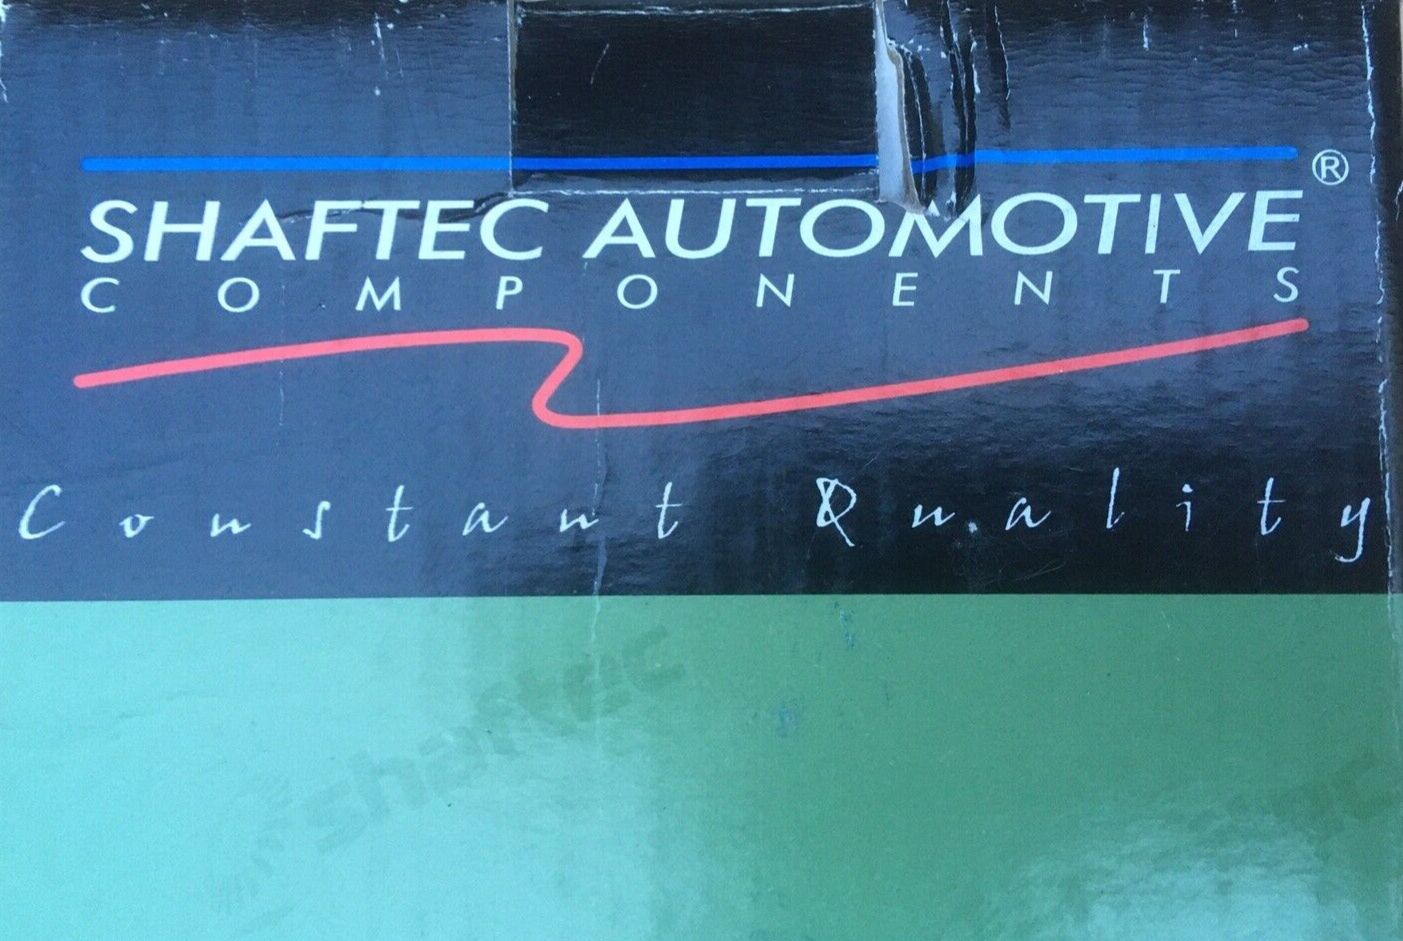 SHAFTEC AUTOMOTIVE ®
COMPONENTS
Constant Quality
shaftec